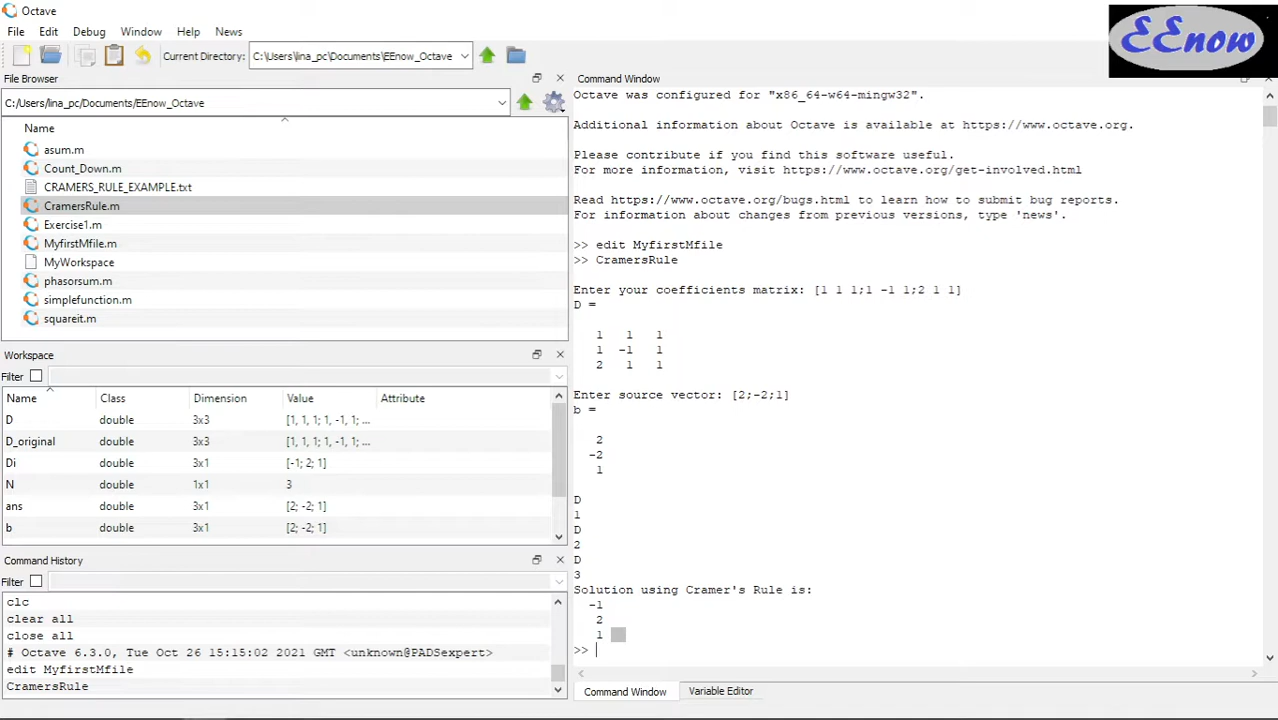 Octave
EEnow
File Edit Debug Window Help News
Current Directory: C:\Users\lina_pc\Documents\EEnow_Octave
File Browser
C:/Users/lina_pc/Documents/EEnow_Octave
Name
asum.m
Count_Down.m
CRAMERS_RULE_EXAMPLE.txt
CramersRule.m
Exercise1.m
MyfirstMfile.m
MyWorkspace
phasorsum.m
simplefunction.m
squareit.m
Workspace
Filter
Name Class Dimension Value Attribute
D double 3x3 [1, 1, 1; 1, -1, 1; ...
D_original double 3x3 [1, 1, 1; 1, -1, 1; ...
Di double 3x1 [-1; 2; 1]
N double 1x1 3
ans double 3x1 [2; -2; 1]
b double 3x1 [2; -2; 1]
Command History
Filter
clc
clear all
close all
# Octave 6.3.0, Tue Oct 26 15:15:02 2021 GMT <unknown@PADSexpert>
edit MyfirstMfile
CramersRule
Command Window
Octave was configured for "x86_64-w64-mingw32".
Additional information about Octave is available at https://www.octave.org.
Please contribute if you find this software useful.
For more information, visit https://www.octave.org/get-involved.html
Read https://www.octave.org/bugs.html to learn how to submit bug reports.
For information about changes from previous versions, type 'news'.
>> edit MyfirstMfile
>> CramersRule
Enter your coefficients matrix: [1 1 1;1 -1 1;2 1 1]
D =
1 1 1
1 -1 1
2 1 1
Enter source vector: [2;-2;1]
b =
2
-2
1
D
1
D
2
D
3
Solution using Cramer's Rule is:
-1
2
1
>>
Command Window Variable Editor